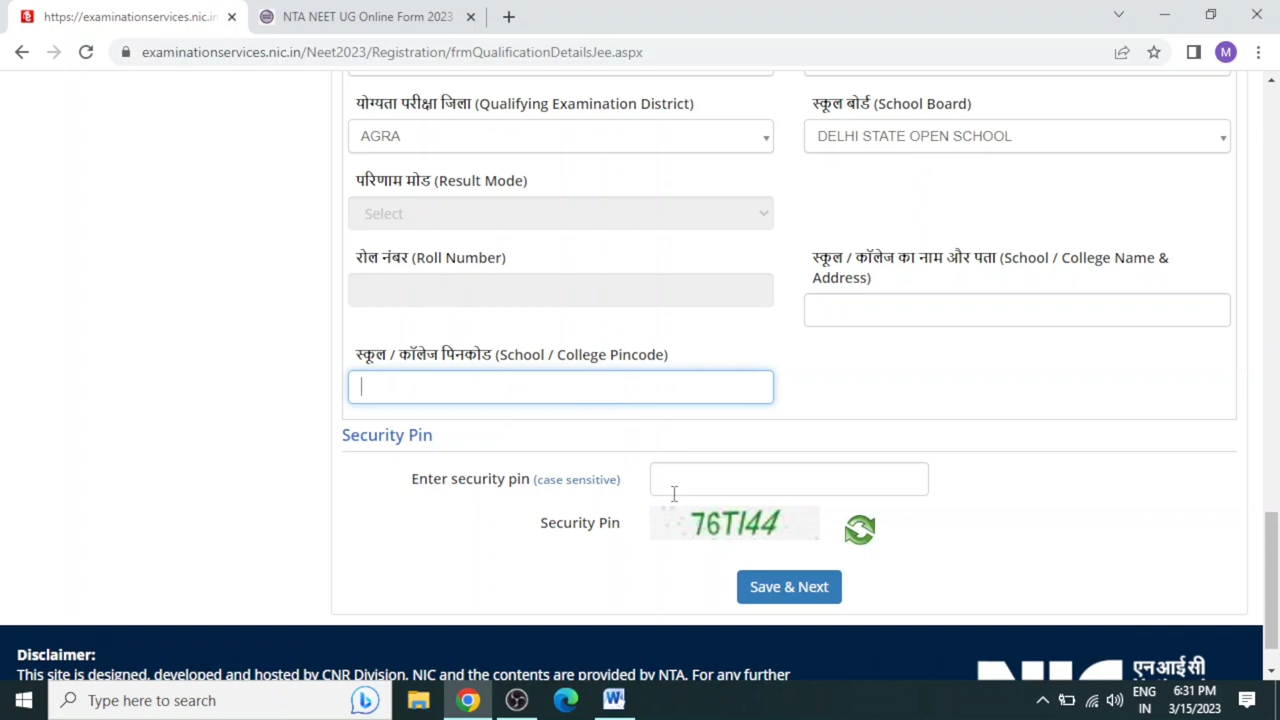 https://examinationservices.nic.in
NTA NEET UG Online Form 2023
examinationservices.nic.in/Neet2023/Registration/frmQualificationDetailsJee.aspx
M
योग्यता परीक्षा जिला (Qualifying Examination District)
स्कूल बोर्ड (School Board)
AGRA
DELHI STATE OPEN SCHOOL
परिणाम मोड (Result Mode)
Select
रोल नंबर (Roll Number)
स्कूल / कॉलेज का नाम और पता (School / College Name &
Address)
स्कूल / कॉलेज पिनकोड (School / College Pincode)
Security Pin
Enter security pin (case sensitive)
Security Pin
76TI44
Save & Next
Disclaimer:
This site is designed, developed and hosted by CNR Division, NIC and the contents are provided by NTA. For any further
NIC
एन आई सी
Type here to search
ENG
IN
6:31 PM
3/15/2023